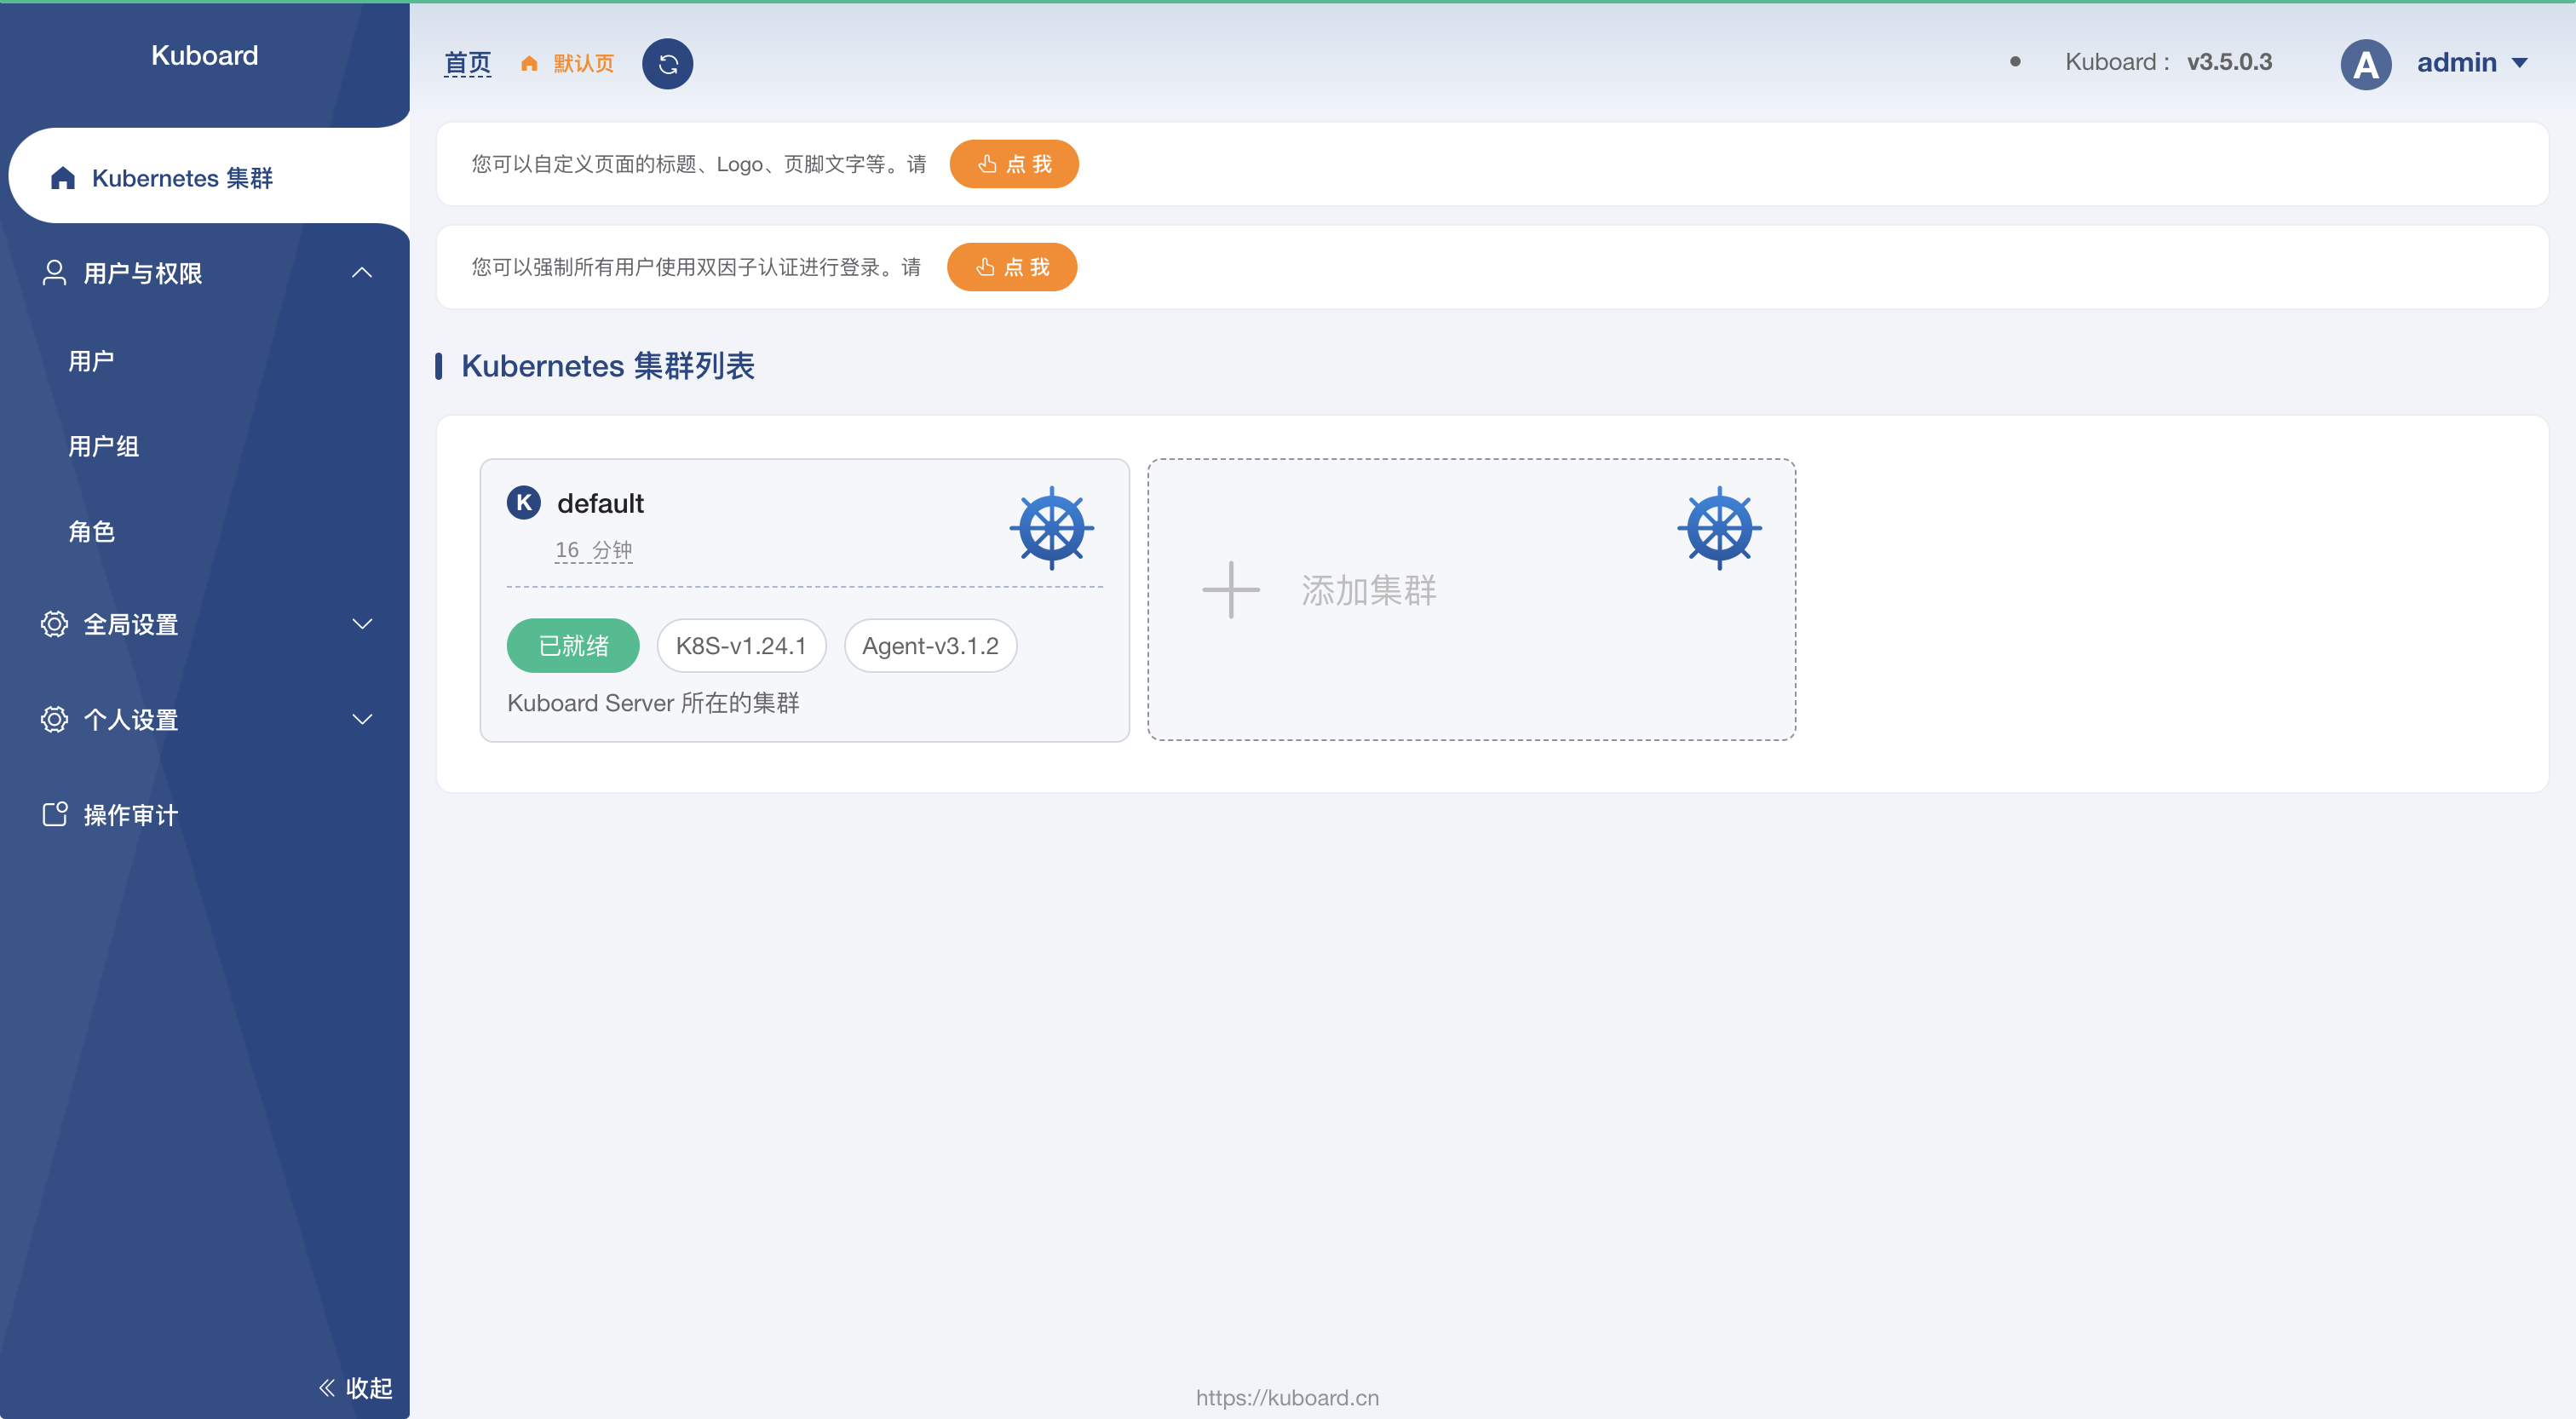 Kuboard
Kubernetes 集群
用户与权限
用户
用户组
角色
全局设置
个人设置
操作审计
收起
首页 默认页
Kuboard : v3.5.0.3
A admin
您可以自定义页面的标题、Logo、页脚文字等。请 点 我
您可以强制所有用户使用双因子认证进行登录。请 点 我
Kubernetes 集群列表
K default
16 分钟
已就绪 K8S-v1.24.1 Agent-v3.1.2
Kuboard Server 所在的集群
添加集群
https://kuboard.cn